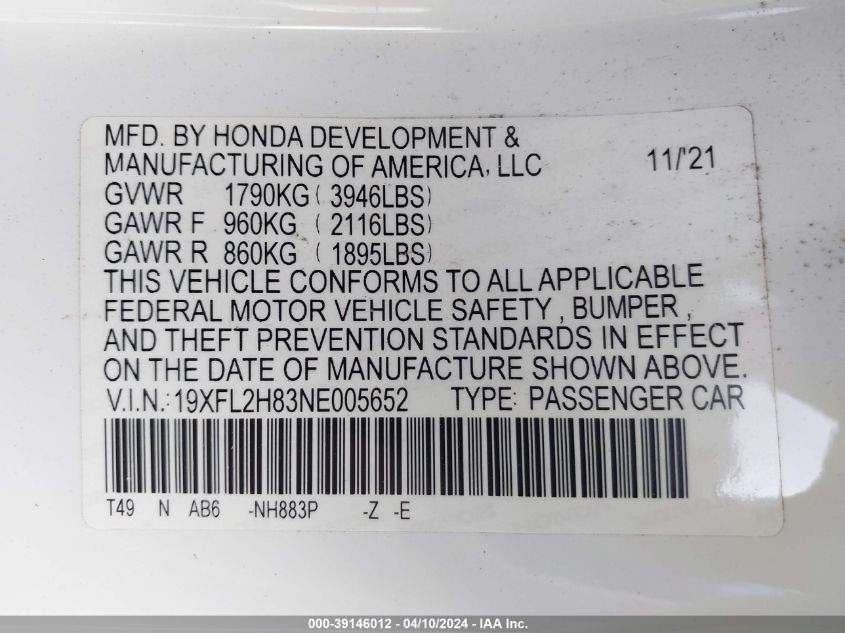 MFD. BY HONDA DEVELOPMENT &
MANUFACTURING OF AMERICA, LLC 11/'21
GVWR 1790KG ( 3946LBS)
GAWR F 960KG ( 2116LBS)
GAWR R 860KG ( 1895LBS)
THIS VEHICLE CONFORMS TO ALL APPLICABLE
FEDERAL MOTOR VEHICLE SAFETY , BUMPER ,
AND THEFT PREVENTION STANDARDS IN EFFECT
ON THE DATE OF MANUFACTURE SHOWN ABOVE.
V.I.N.:19XFL2H83NE005652 TYPE: PASSENGER CAR
T49 N AB6 -NH883P -Z -E
000-39146012 - 04/10/2024 - IAA Inc.